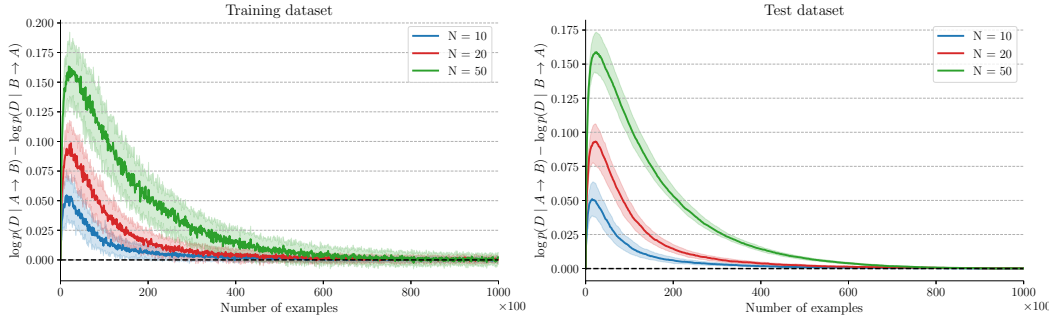 Training dataset
log p(D | A → B) − log p(D | B → A)
0.200
0.175
0.150
0.125
0.100
0.075
0.050
0.025
0.000
N = 10
N = 20
N = 50
0 200 400 600 800 1000
×100
Number of examples
Test dataset
log p(D | A → B) − log p(D | B → A)
0.175
0.150
0.125
0.100
0.075
0.050
0.025
0.000
N = 10
N = 20
N = 50
0 200 400 600 800 1000
×100
Number of examples